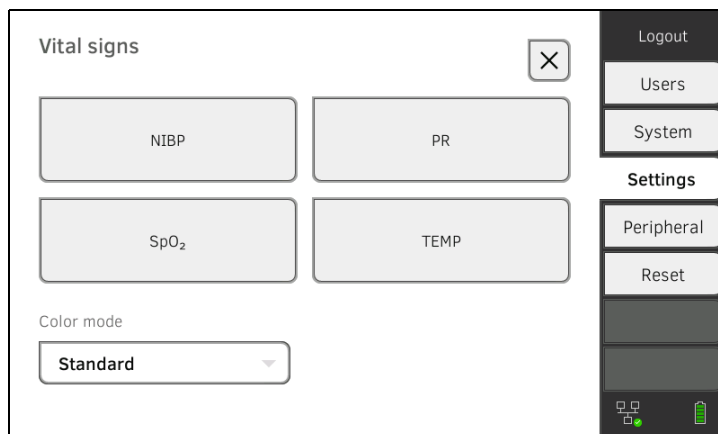 Vital signs
NIBP
PR
SpO₂
TEMP
Color mode
Standard
Logout
Users
System
Settings
Peripheral
Reset